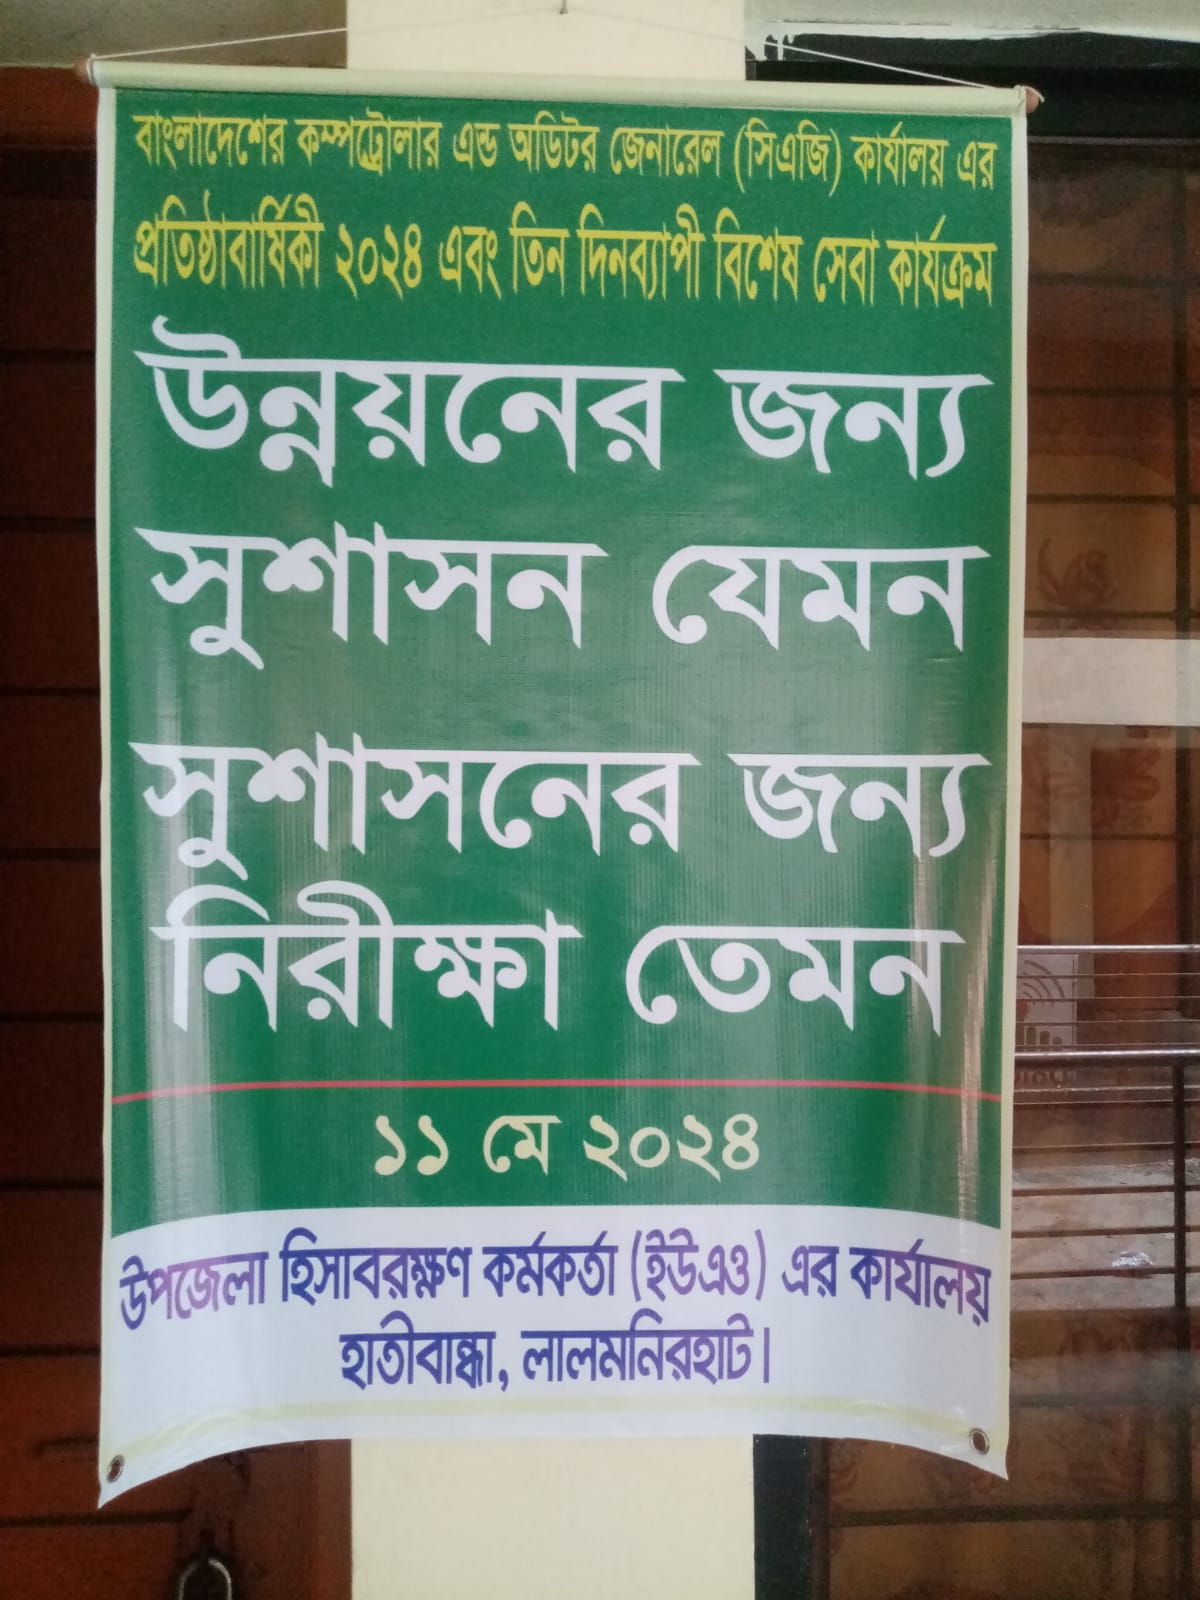 বাংলাদেশের কম্পট্রোলার এন্ড অডিটর জেনারেল (সিএজি) কার্যালয় এর
প্রতিষ্ঠাবার্ষিকী ২০২৪ এবং তিন দিনব্যাপী বিশেষ সেবা কার্যক্রম
উন্নয়নের জন্য
সুশাসন যেমন
সুশাসনের জন্য
নিরীক্ষা তেমন
১১ মে ২০২৪
উপজেলা হিসাবরক্ষণ কর্মকর্তা (ইউএও) এর কার্যালয়
হাতীবান্ধা, লালমনিরহাট।